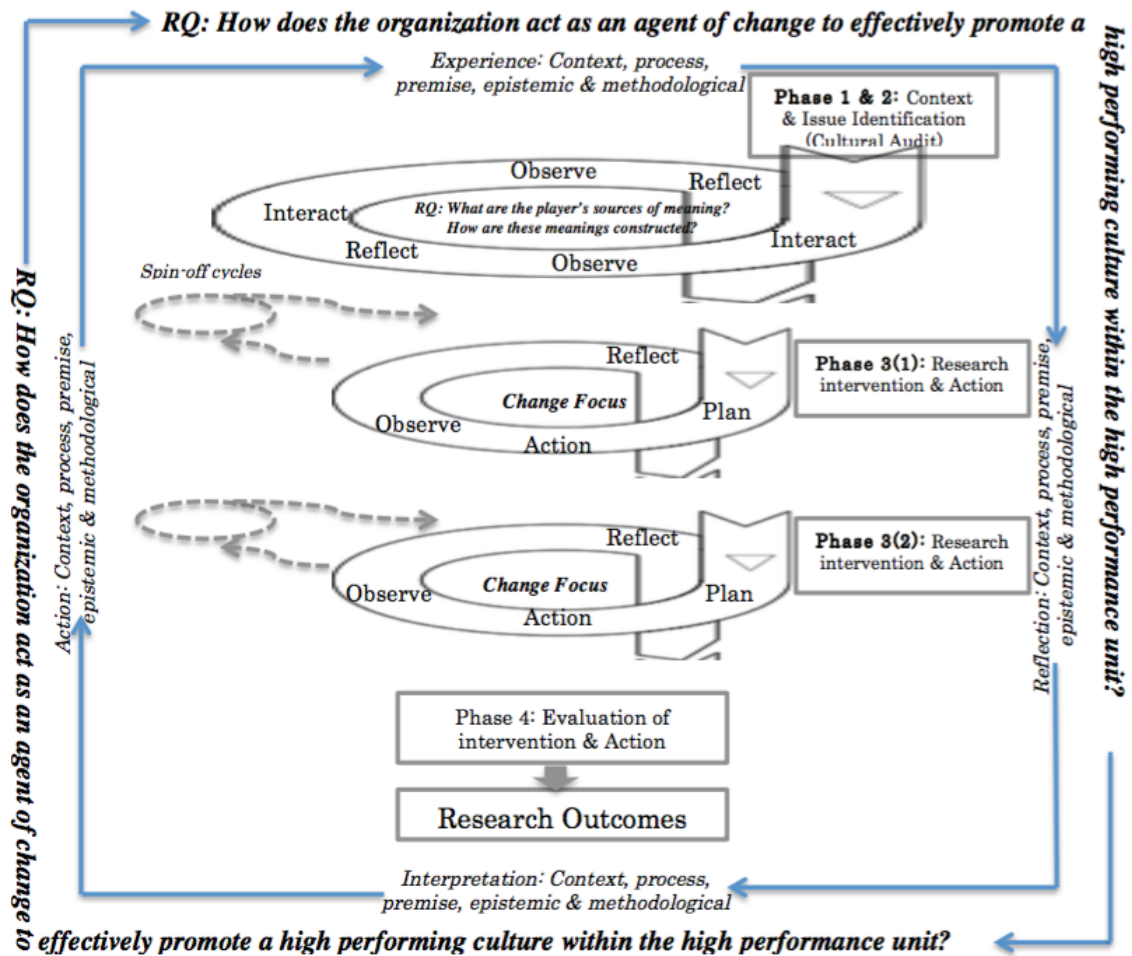 RQ: How does the organization act as an agent of change to effectively promote a
high performing culture within the high performance unit?
Experience: Context, process,
premise, epistemic & methodological
Phase 1 & 2: Context
& Issue Identification
(Cultural Audit)
Observe
Reflect
Interact
RQ: What are the player's sources of meaning?
How are these meanings constructed?
Interact
Reflect
Observe
Spin-off cycles
Reflect
Phase 3(1): Research
intervention & Action
Change Focus
Plan
Observe
Action
Reflect
Phase 3(2): Research
intervention & Action
Change Focus
Observe
Plan
Action
Reflection: Context, process, premise,
epistemic & methodological
Phase 4: Evaluation of
intervention & Action
Research Outcomes
Interpretation: Context, process,
premise, epistemic & methodological
Action: Context, process, premise,
epistemic & methodological
RQ: How does the organization act as an agent of change to
effectively promote a high performing culture within the high performance unit?